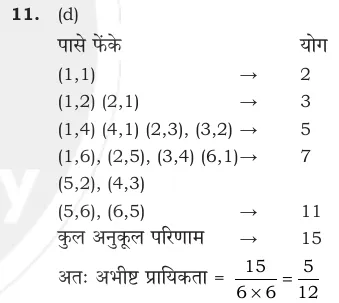 11. (d)
पासे फेंके योग
(1,1) → 2
(1,2) (2,1) → 3
(1,4) (4,1) (2,3), (3,2) → 5
(1,6), (2,5), (3,4) (6,1) → 7
(5,2), (4,3)
(5,6), (6,5) → 11
कुल अनुकूल परिणाम → 15
अतः अभीष्ट प्रायिकता = 15/(6×6) = 5/12